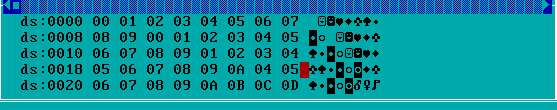 ds:0000 00 01 02 03 04 05 06 07  ☺☻♥♦♣♠•
ds:0008 08 09 00 01 02 03 04 05 ◘○ ☺☻♥♦♣
ds:0010 06 07 08 09 01 02 03 04 ♠•◘○☺☻♥♦
ds:0018 05 06 07 08 09 0A 04 05 ♣♠•◘○◙♦♣
ds:0020 06 07 08 09 0A 0B 0C 0D ♠•◘○◙♂♀♪